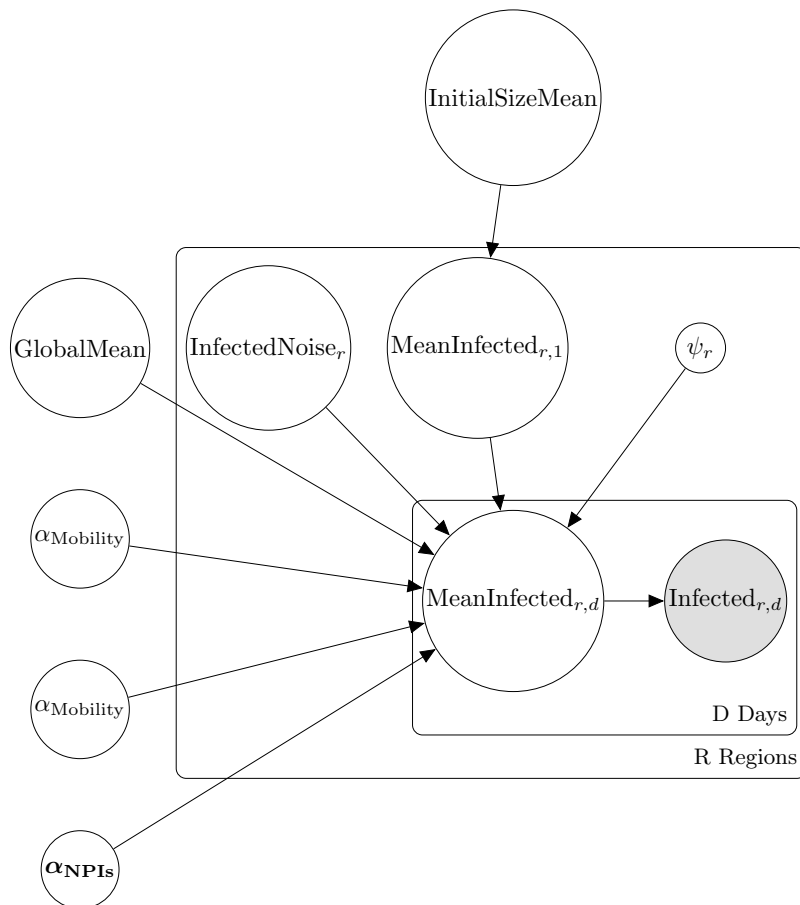 InitialSizeMean
GlobalMean
InfectedNoise_r
MeanInfected_{r,1}
ψ_r
α_Mobility
MeanInfected_{r,d}
Infected_{r,d}
α_Mobility
D Days
R Regions
α_NPIs